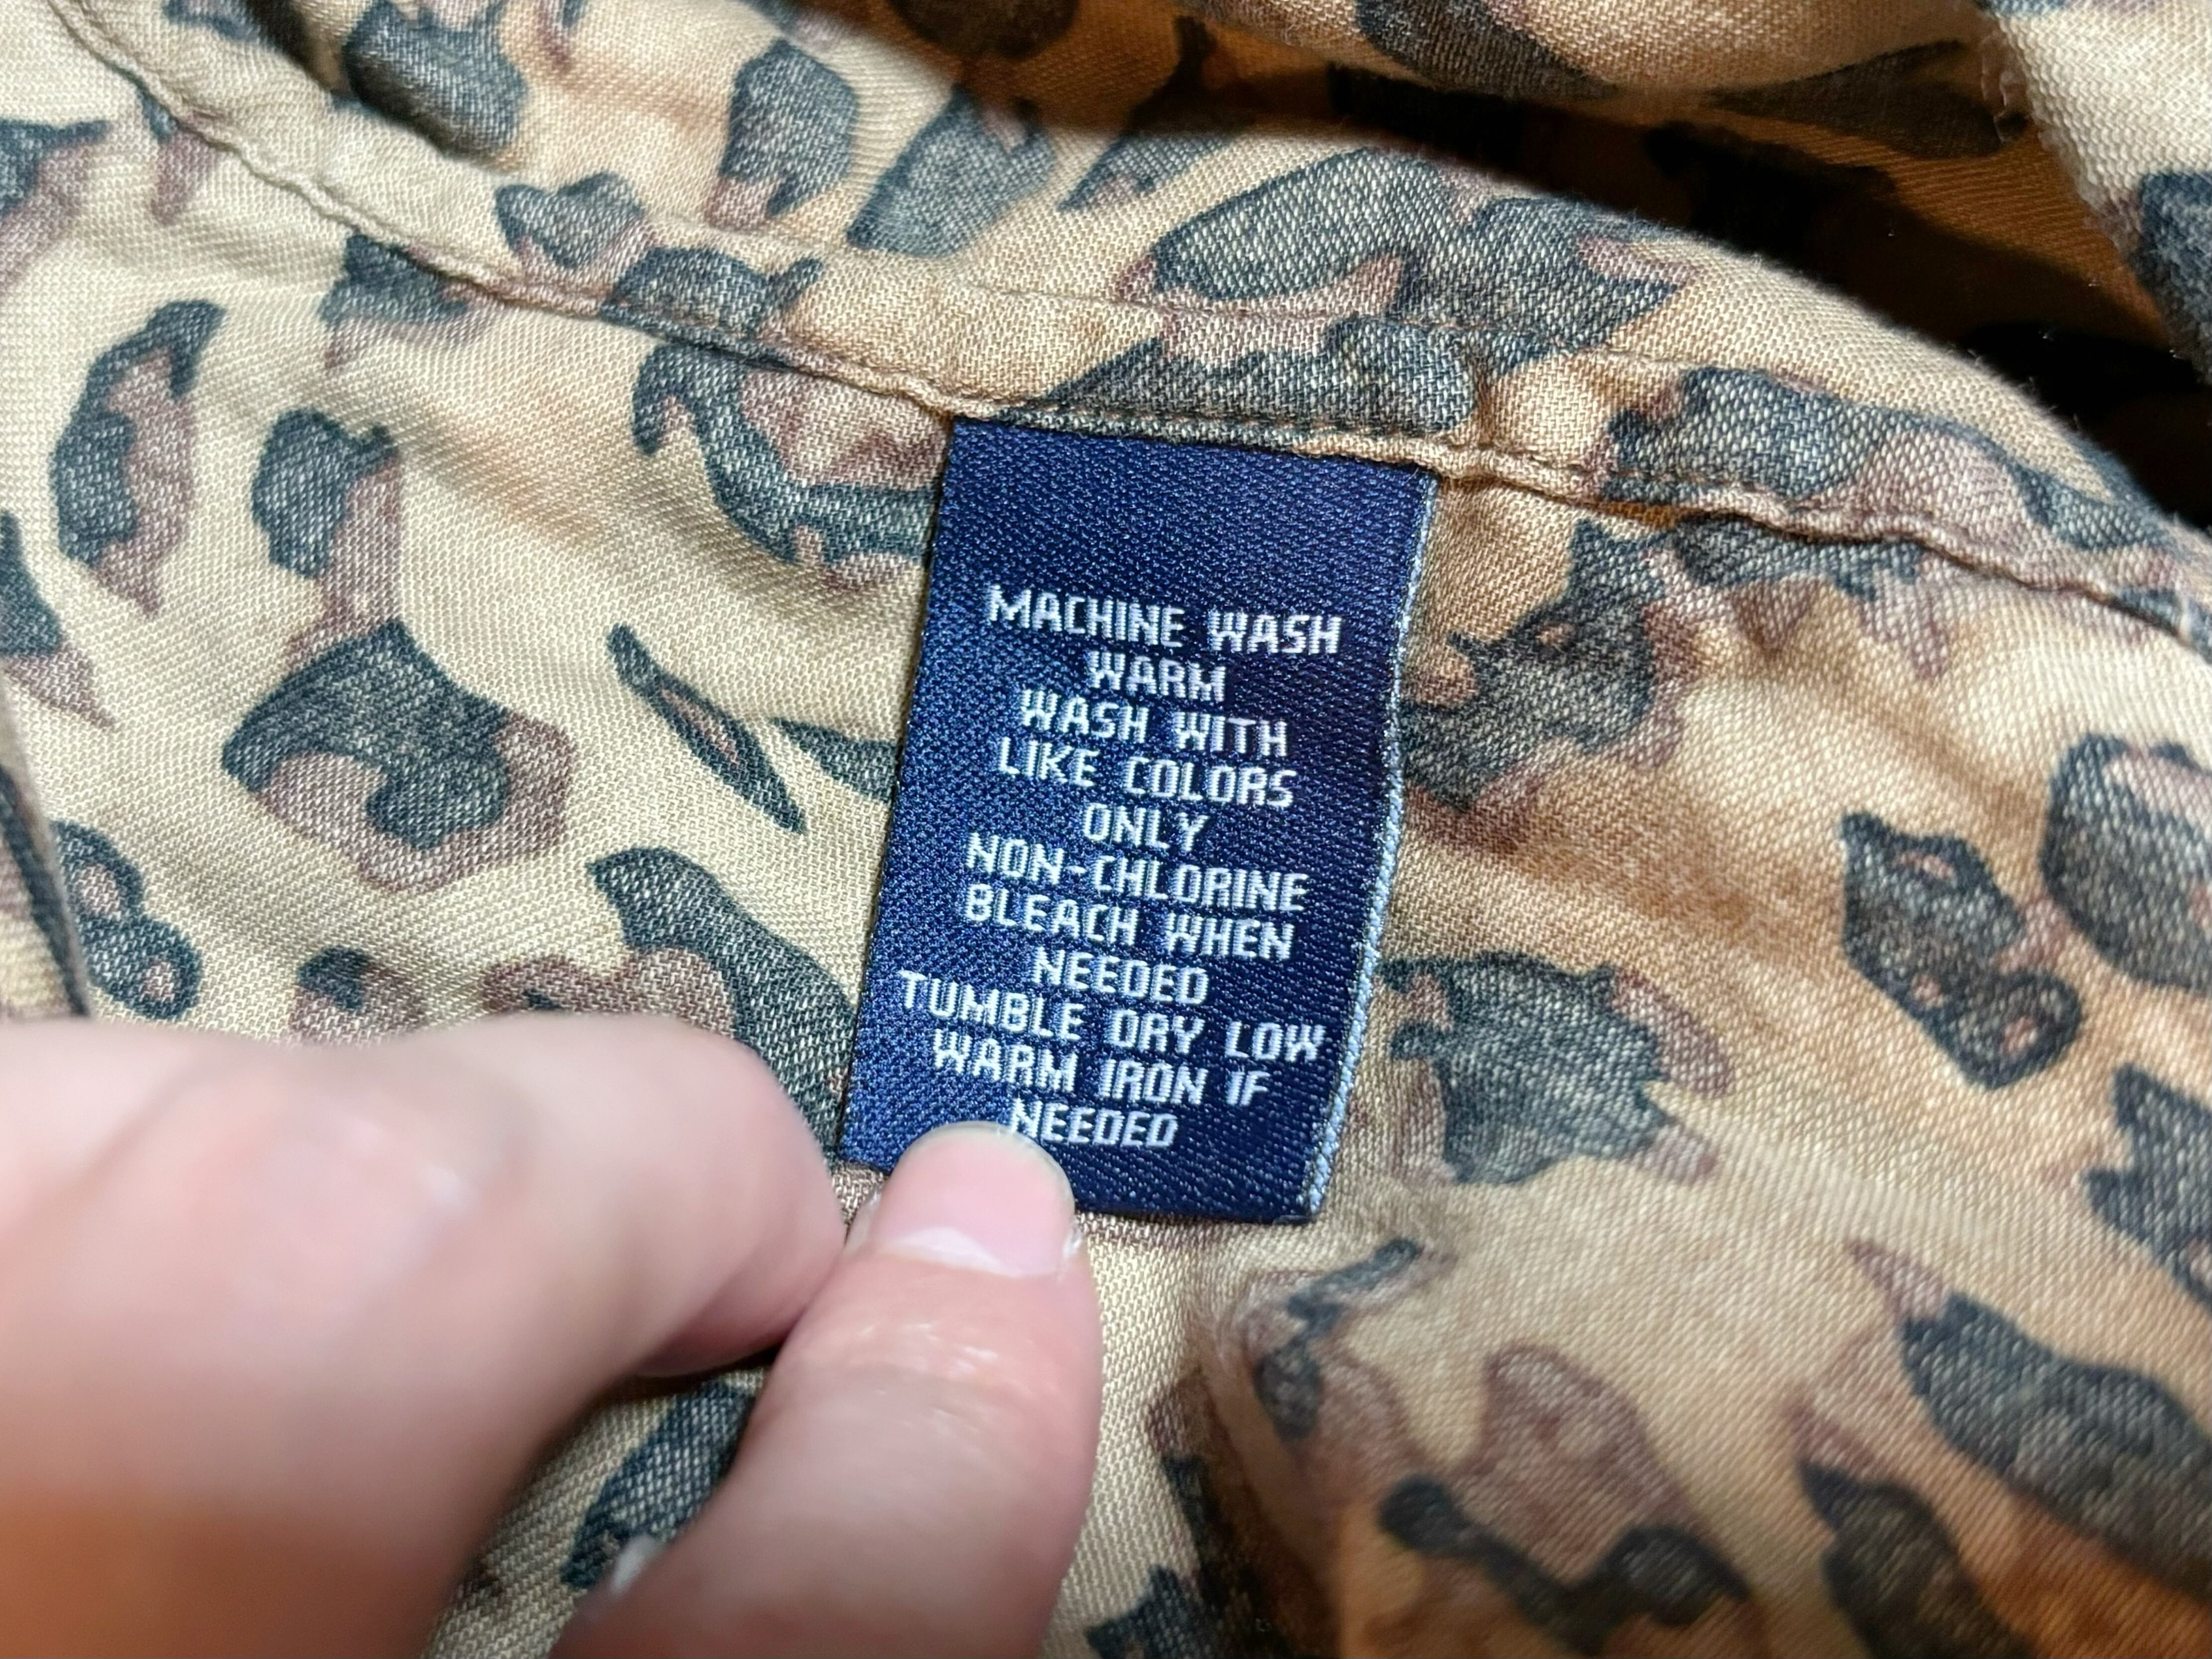 MACHINE WASH
WARM
WASH WITH
LIKE COLORS
ONLY
NON-CHLORINE
BLEACH WHEN
NEEDED
TUMBLE DRY LOW
WARM IRON IF
NEEDED